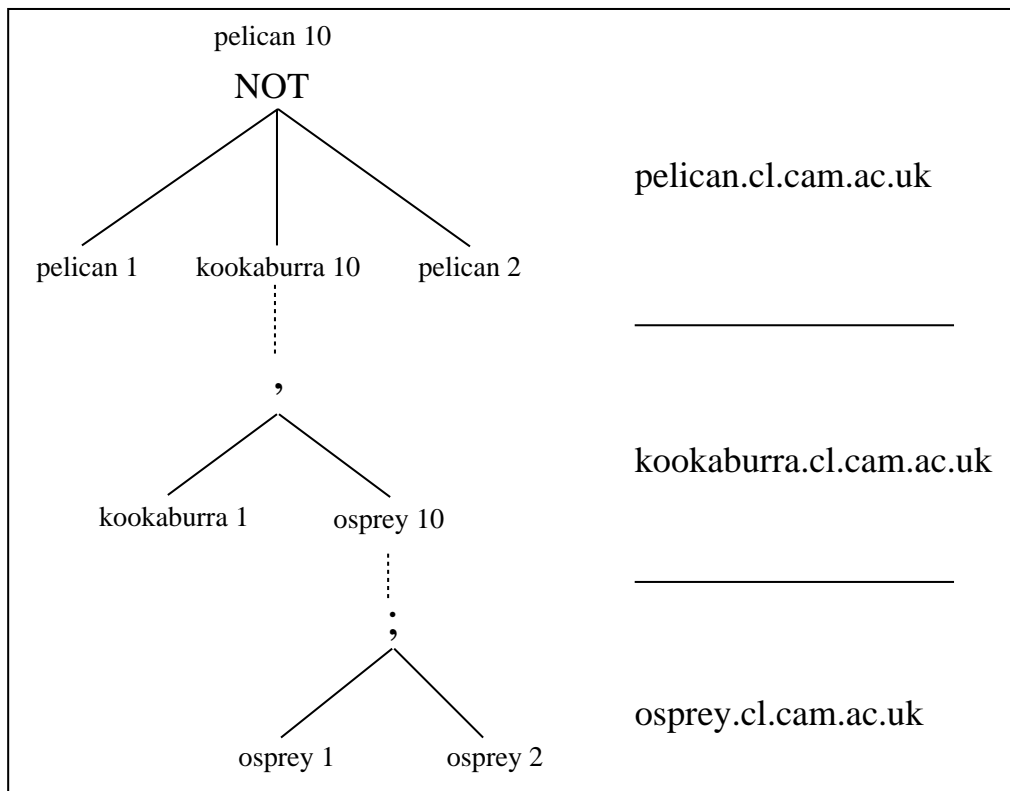 pelican 10
NOT
pelican.cl.cam.ac.uk
pelican 1 kookaburra 10 pelican 2
,
kookaburra.cl.cam.ac.uk
kookaburra 1 osprey 10
;
osprey.cl.cam.ac.uk
osprey 1 osprey 2